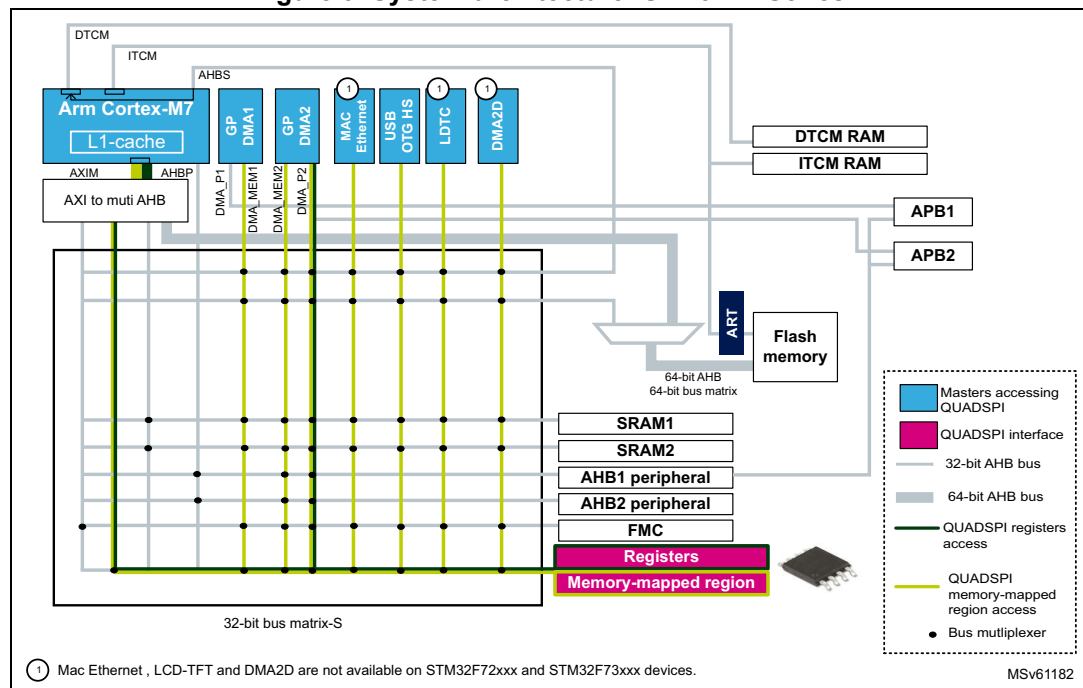 DTCM
ITCM
AHBS
Arm Cortex-M7
L1-cache
GP
DMA1
GP
DMA2
MAC
Ethernet
USB
OTG HS
LDTC
DMA2D
1
1
1
DTCM RAM
ITCM RAM
AXIM
AHBP
DMA_P1
DMA_MEM1
DMA_MEM2
DMA_P2
AXI to muti AHB
APB1
APB2
ART
Flash
memory
64-bit AHB
64-bit bus matrix
SRAM1
SRAM2
AHB1 peripheral
AHB2 peripheral
FMC
Registers
Memory-mapped region
32-bit bus matrix-S
Masters accessing
QUADSPI
QUADSPI interface
32-bit AHB bus
64-bit AHB bus
QUADSPI registers
access
QUADSPI
memory-mapped
region access
Bus mutliplexer
1 Mac Ethernet , LCD-TFT and DMA2D are not available on STM32F72xxx and STM32F73xxx devices.
MSv61182